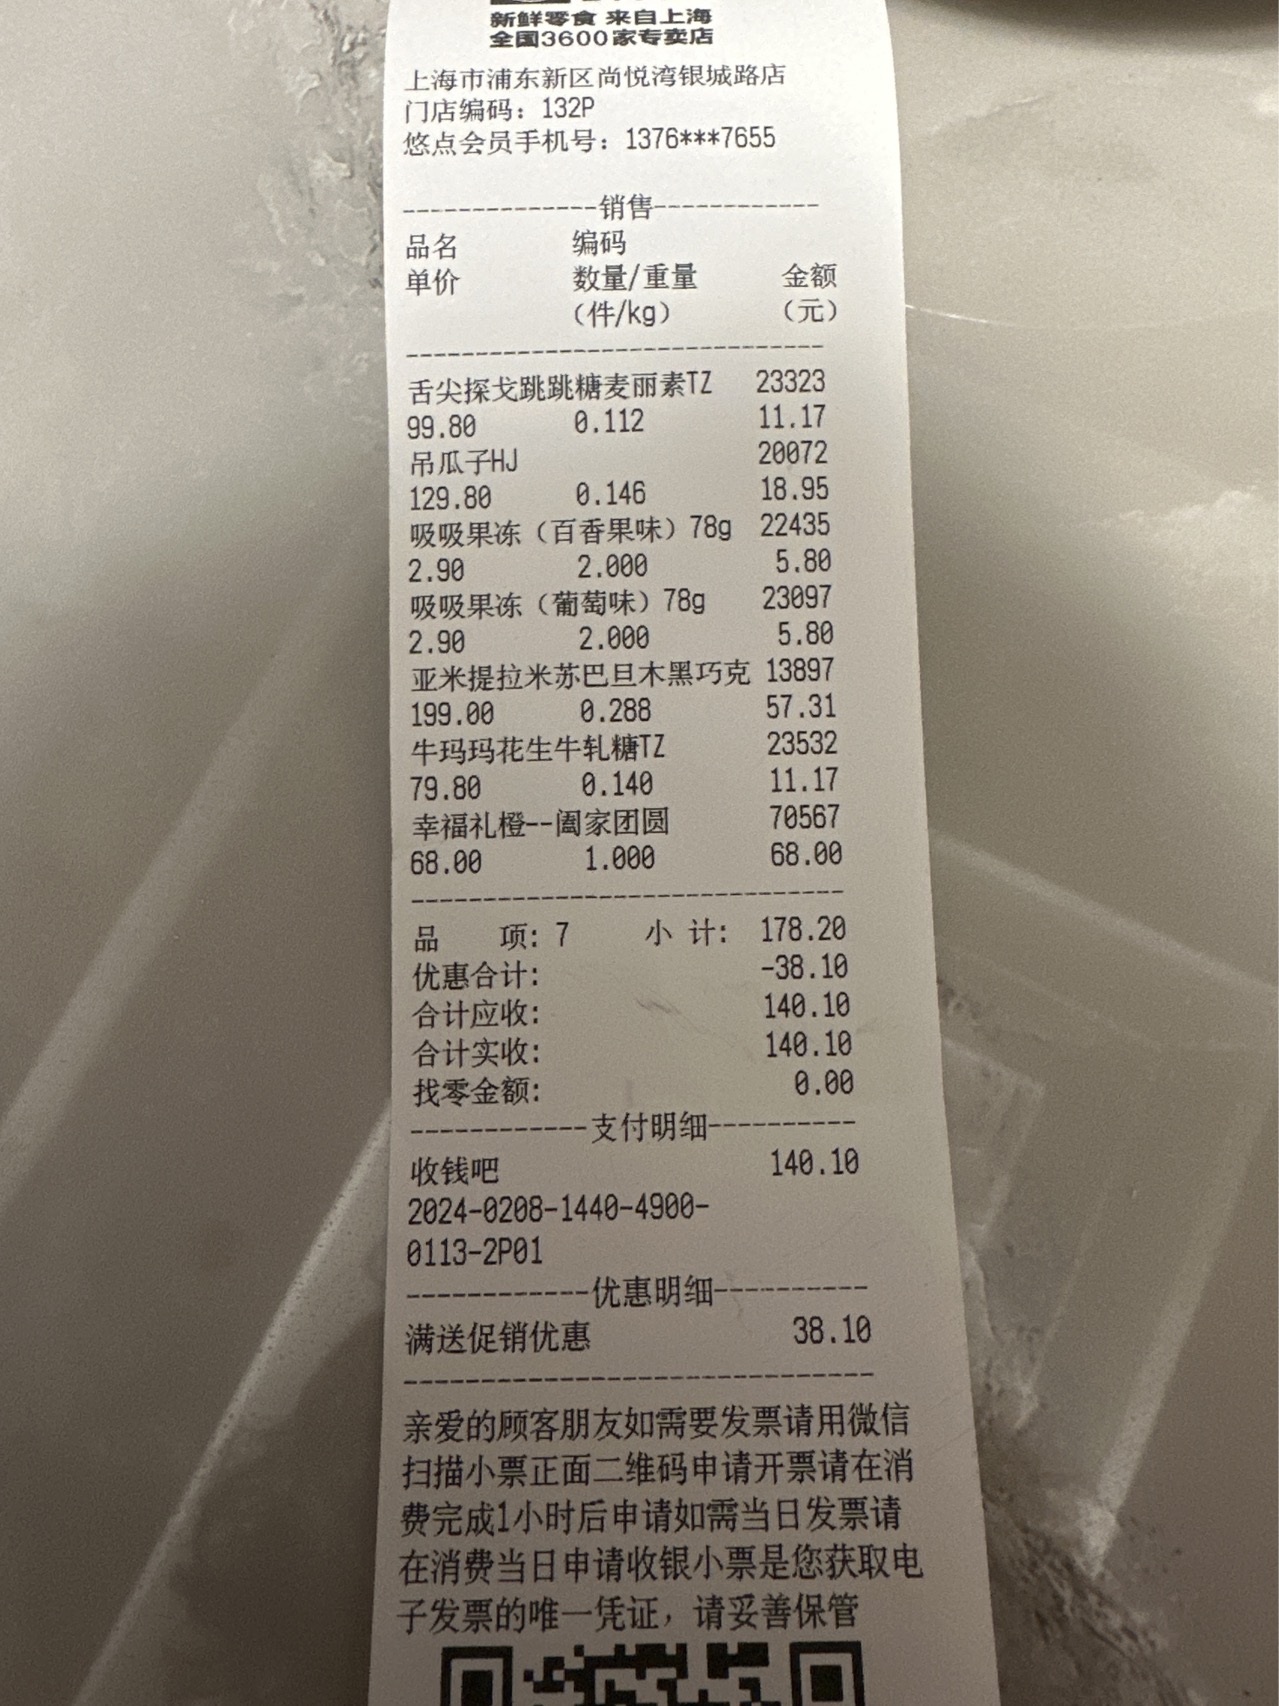 新鲜零食 来自上海
全国3600家专卖店
上海市浦东新区尚悦湾银城路店
门店编码：132P
悠点会员手机号：1376***7655
--------------销售------------
品名 编码
单价 数量/重量 金额
（件/kg） （元）
------------------------------
舌尖探戈跳跳糖麦丽素TZ 23323
99.80 0.112 11.17
吊瓜子HJ 20072
129.80 0.146 18.95
吸吸果冻（百香果味）78g 22435
2.90 2.000 5.80
吸吸果冻（葡萄味）78g 23097
2.90 2.000 5.80
亚米提拉米苏巴旦木黑巧克 13897
199.00 0.288 57.31
牛玛玛花生牛轧糖TZ 23532
79.80 0.140 11.17
幸福礼橙--阖家团圆 70567
68.00 1.000 68.00
------------------------------
品 项: 7 小 计: 178.20
优惠合计: -38.10
合计应收: 140.10
合计实收: 140.10
找零金额: 0.00
------------支付明细----------
收钱吧 140.10
2024-0208-1440-4900-
0113-2P01
------------优惠明细----------
满送促销优惠 38.10
------------------------------
亲爱的顾客朋友如需要发票请用微信
扫描小票正面二维码申请开票请在消
费完成1小时后申请如需当日发票请
在消费当日申请收银小票是您获取电
子发票的唯一凭证，请妥善保管